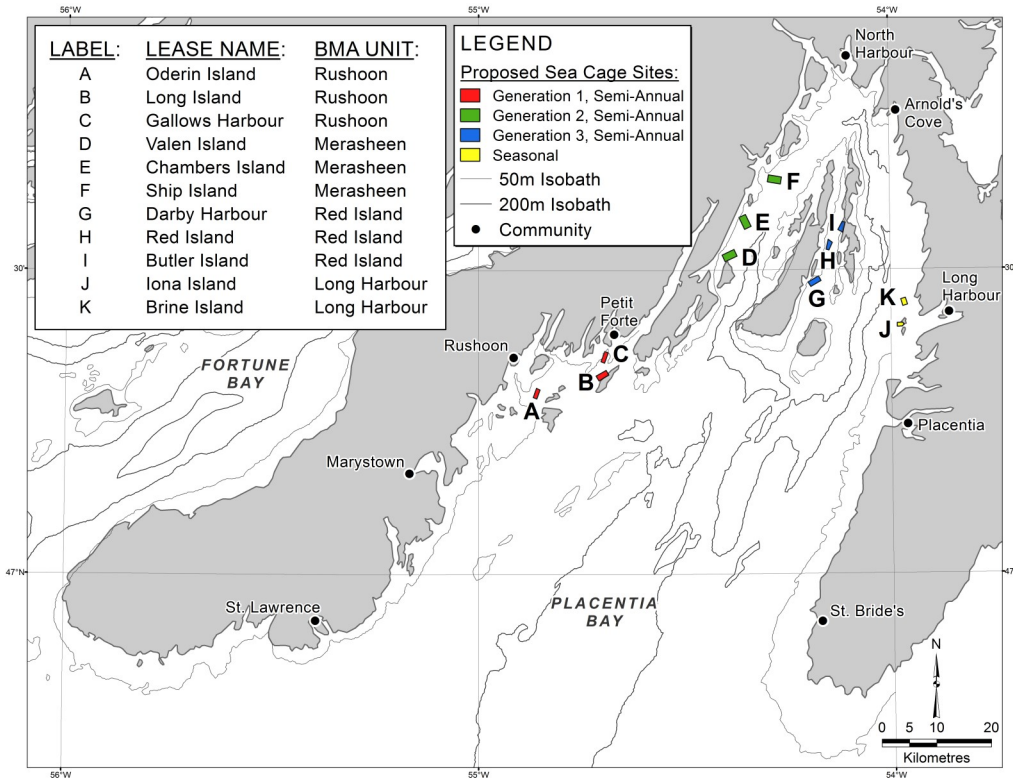 56°W 55°W 54°W
LABEL: LEASE NAME: BMA UNIT:
A Oderin Island Rushoon
B Long Island Rushoon
C Gallows Harbour Rushoon
D Valen Island Merasheen
E Chambers Island Merasheen
F Ship Island Merasheen
G Darby Harbour Red Island
H Red Island Red Island
I Butler Island Red Island
J Iona Island Long Harbour
K Brine Island Long Harbour
LEGEND
Proposed Sea Cage Sites:
Generation 1, Semi-Annual
Generation 2, Semi-Annual
Generation 3, Semi-Annual
Seasonal
50m Isobath
200m Isobath
Community
North
Harbour
Arnold's
Cove
F
E
I
D
H
30'
30'
G
K
Long
Harbour
J
Petit
Forte
Rushoon
C
B
A
FORTUNE
BAY
Placentia
Marystown
47°N
47°
PLACENTIA
BAY
St. Lawrence
St. Bride's
N
0 5 10 20
Kilometres
56°W 55°W 54°W